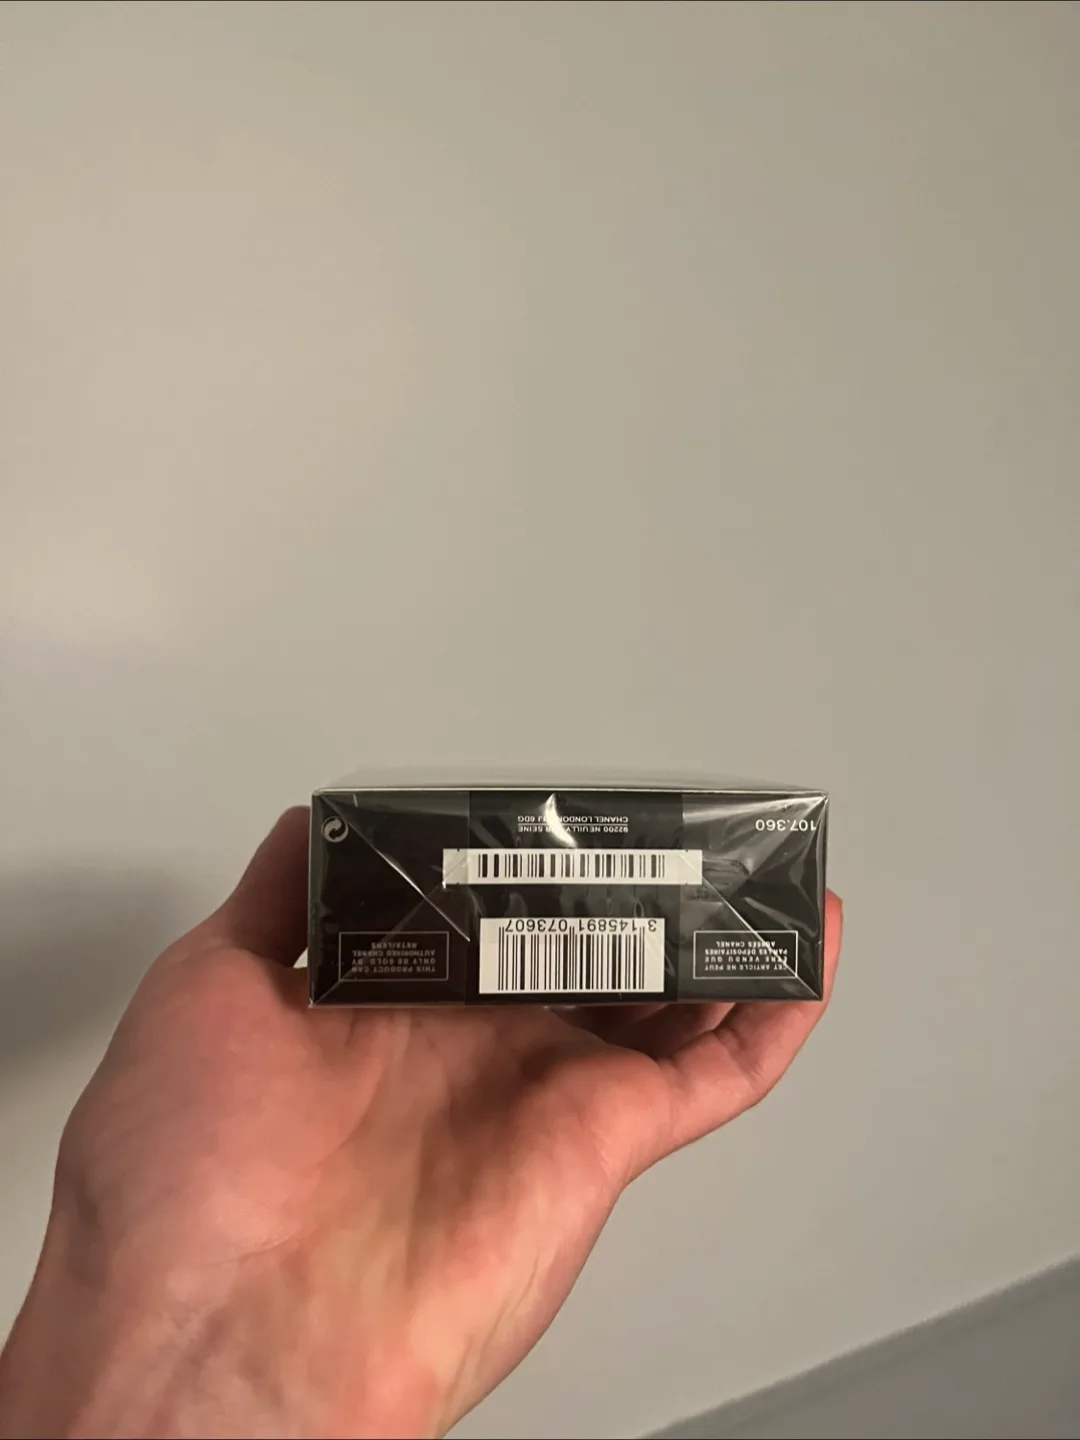 CET ARTICLE NE PEUT
ÊTRE VENDU QUE
PAR LES DÉPOSITAIRES
AGRÉÉS CHANEL
3 145891 073607
THIS PRODUCT CAN
ONLY BE SOLD BY
AUTHORISED CHANEL
RETAILERS
107.360
92200 NEUILLY SUR SEINE
CHANEL LONDON 6DG